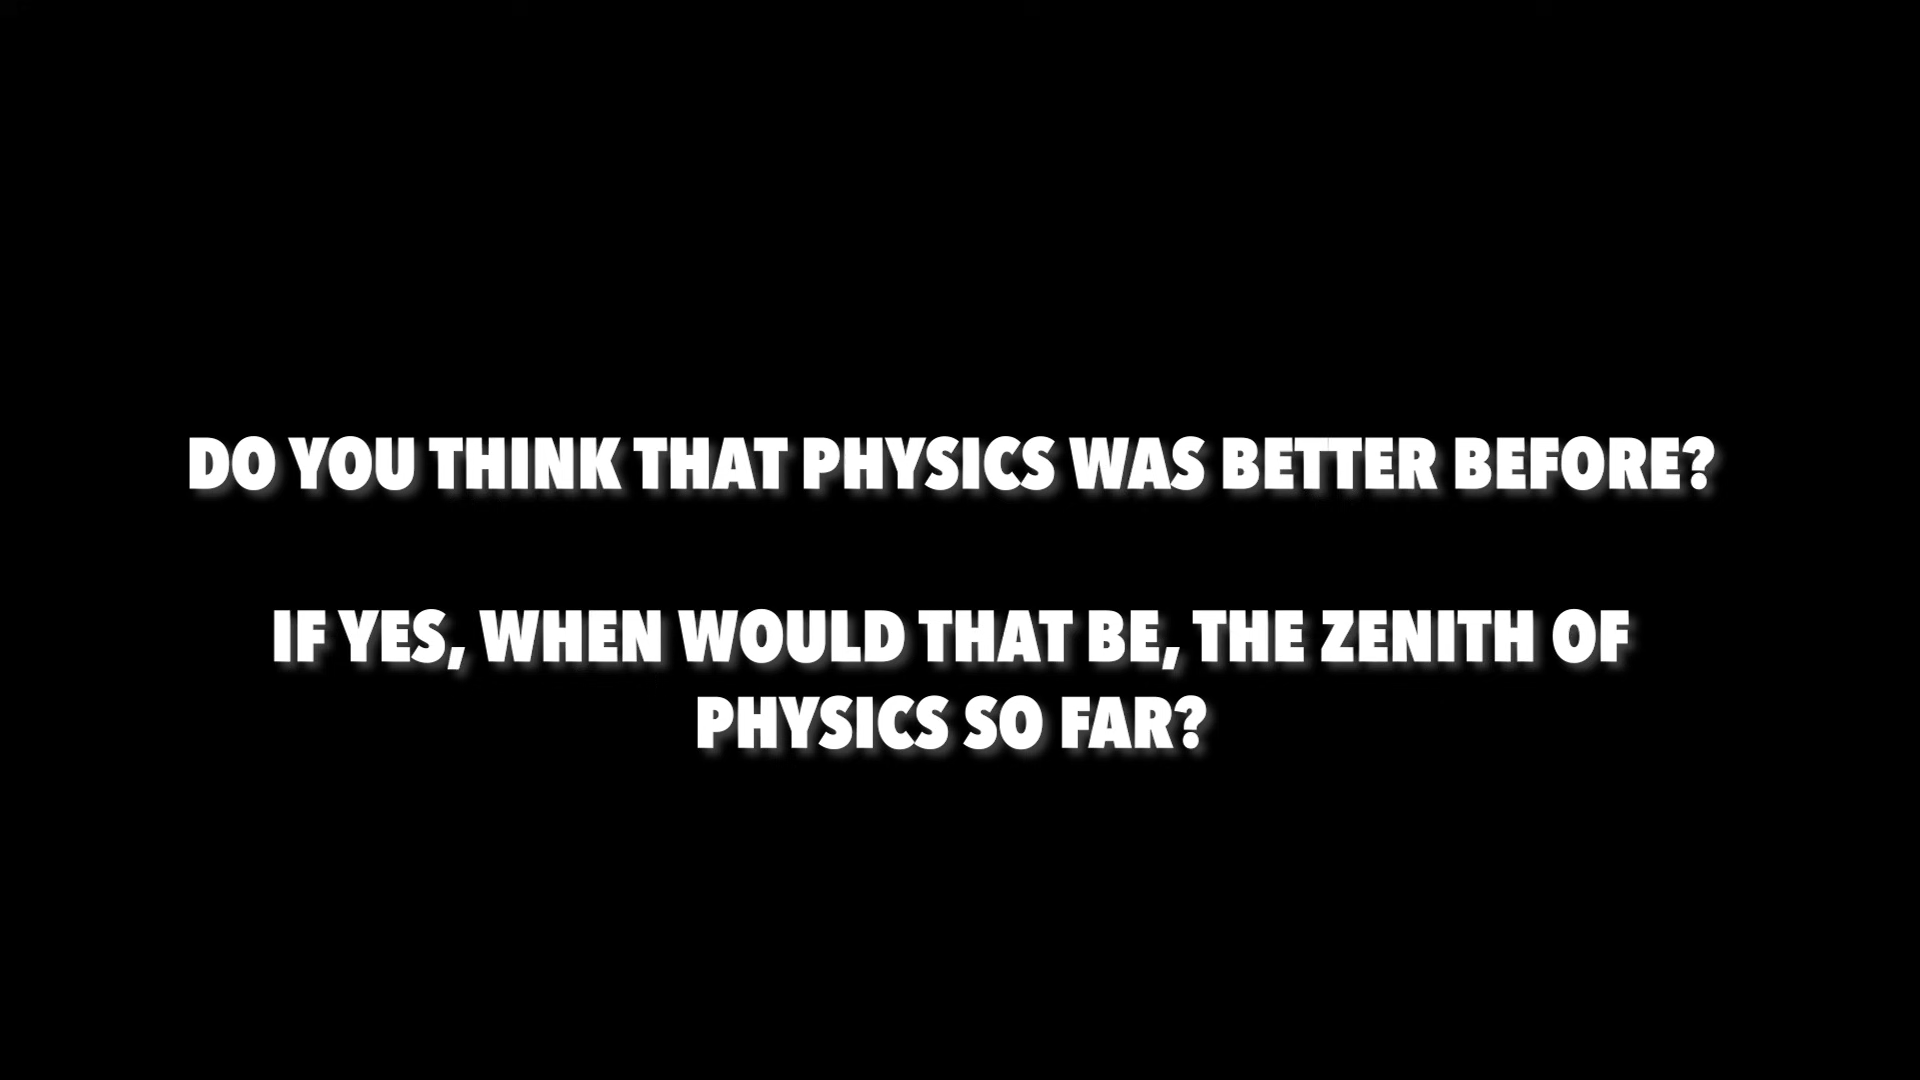 DO YOU THINK THAT PHYSICS WAS BETTER BEFORE?
IF YES, WHEN WOULD THAT BE, THE ZENITH OF
PHYSICS SO FAR?